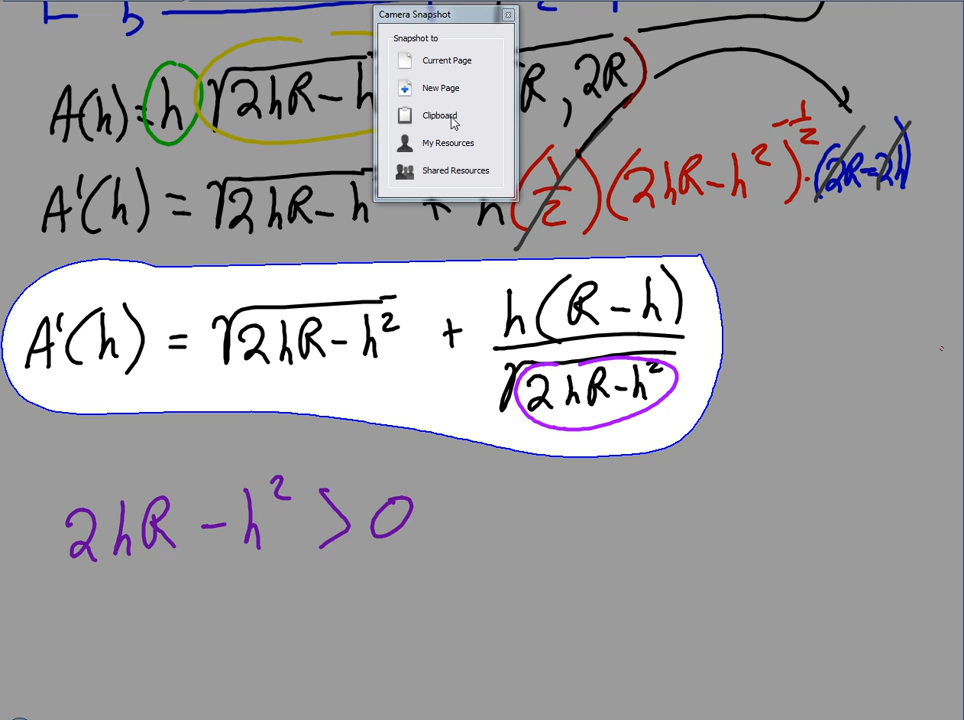 Camera Snapshot
Snapshot to
Current Page
New Page
Clipboard
My Resources
Shared Resources
A(h) = h √2hR-h R, 2R)
A'(h) = √2hR-h + h(1/2)(2hR-h²)^-1/2 · (2R-2h)
A'(h) = √2hR-h² + h(R-h)/√2hR-h²
2hR-h² > 0